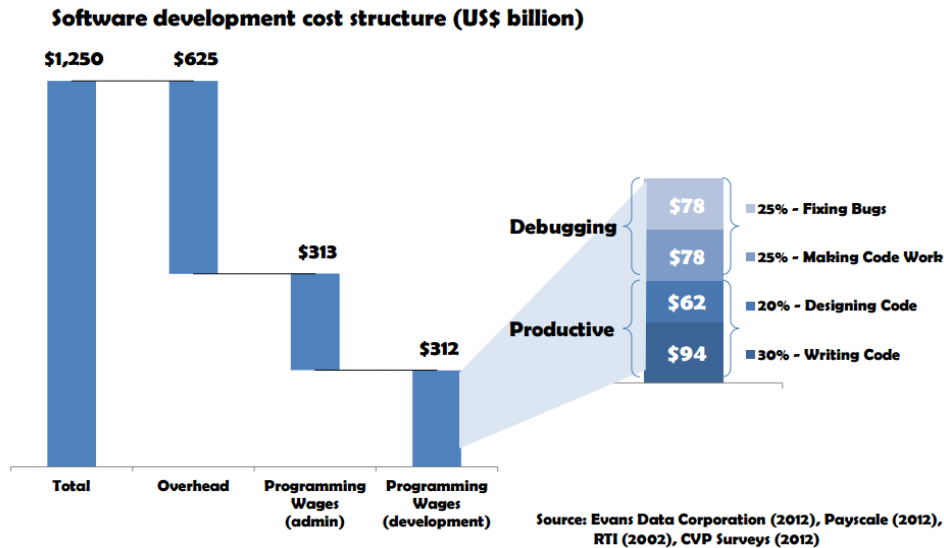 Software development cost structure (US$ billion)
$1,250
$625
$313
$312
Debugging
Productive
$78
$78
$62
$94
25% - Fixing Bugs
25% - Making Code Work
20% - Designing Code
30% - Writing Code
Total
Overhead
Programming
Wages
(admin)
Programming
Wages
(development)
Source: Evans Data Corporation (2012), Payscale (2012),
RTI (2002), CVP Surveys (2012)